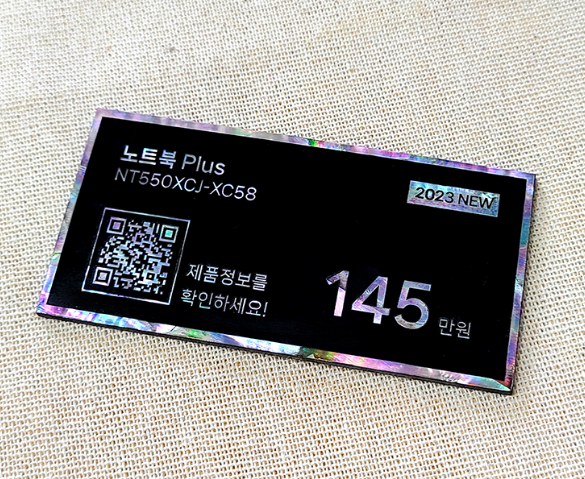 노트북 Plus
NT550XCJ-XC58
2023 NEW
제품정보를
확인하세요!
145 만원